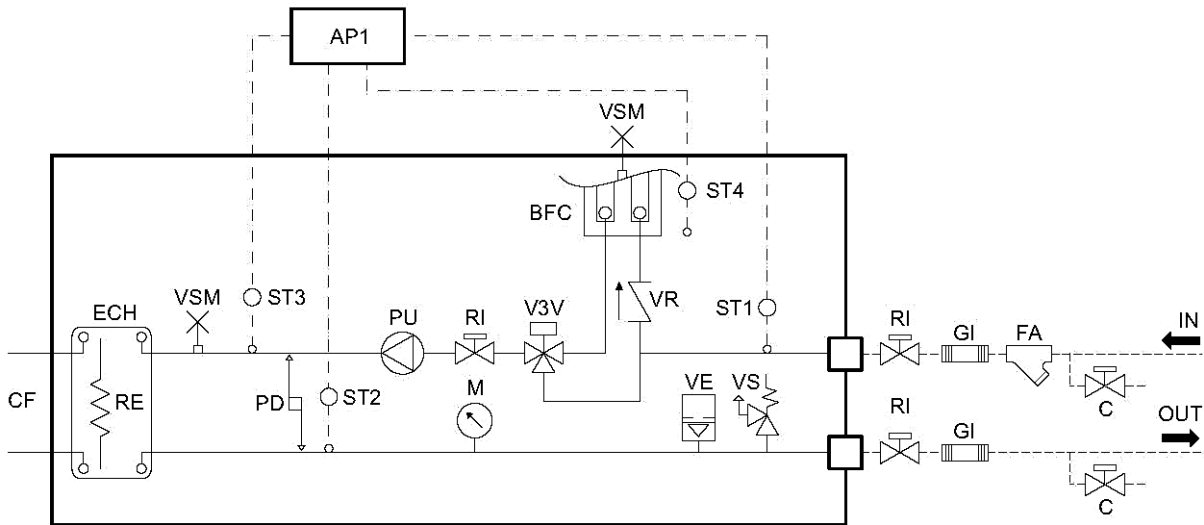 AP1
VSM
ST4
BFC
ST3
VSM
ECH
PU
RI
V3V
VR
ST1
RI
GI
FA
IN
CF
RE
PD
ST2
M
VE
VS
C
RI
GI
OUT
C